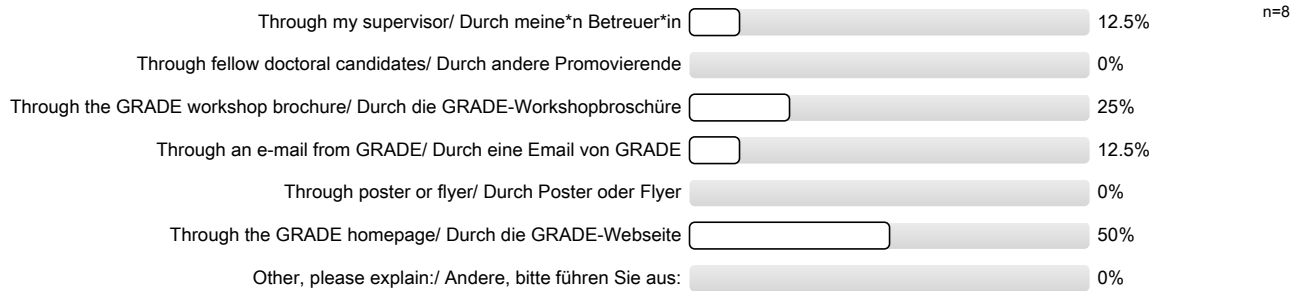 Through my supervisor/ Durch meine*n Betreuer*in 12.5% n=8
Through fellow doctoral candidates/ Durch andere Promovierende 0%
Through the GRADE workshop brochure/ Durch die GRADE-Workshopbroschüre 25%
Through an e-mail from GRADE/ Durch eine Email von GRADE 12.5%
Through poster or flyer/ Durch Poster oder Flyer 0%
Through the GRADE homepage/ Durch die GRADE-Webseite 50%
Other, please explain:/ Andere, bitte führen Sie aus: 0%